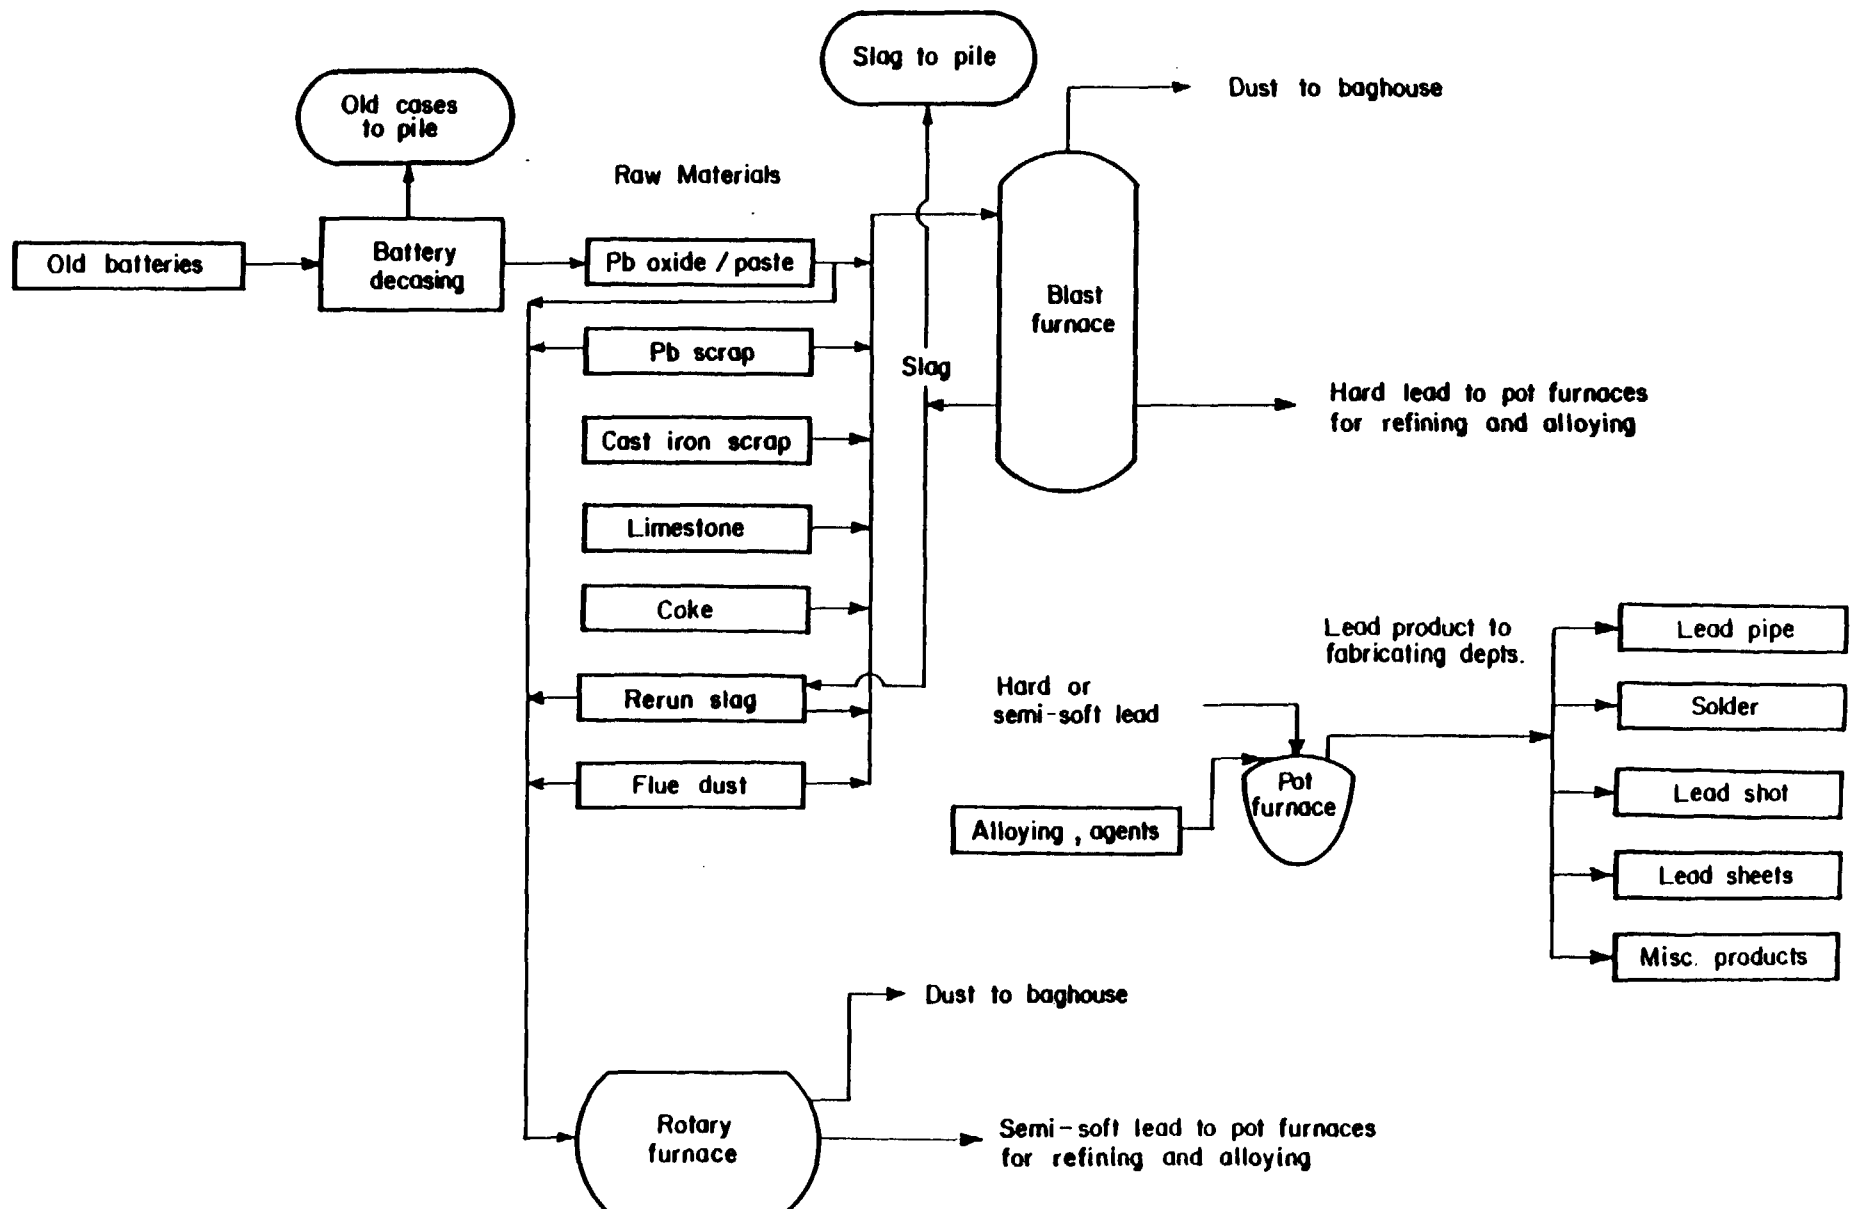 Slag to pile
Dust to baghouse
Old cases
to pile
Raw Materials
Old batteries
Battery
decasing
Pb oxide / paste
Blast
furnace
Pb scrap
Slag
Hard lead to pot furnaces
for refining and alloying
Cast iron scrap
Limestone
Coke
Rerun slag
Flue dust
Hard or
semi-soft lead
Lead product to
fabricating depts.
Pot
furnace
Alloying , agents
Lead pipe
Solder
Lead shot
Lead sheets
Misc. products
Dust to baghouse
Rotary
furnace
Semi-soft lead to pot furnaces
for refining and alloying